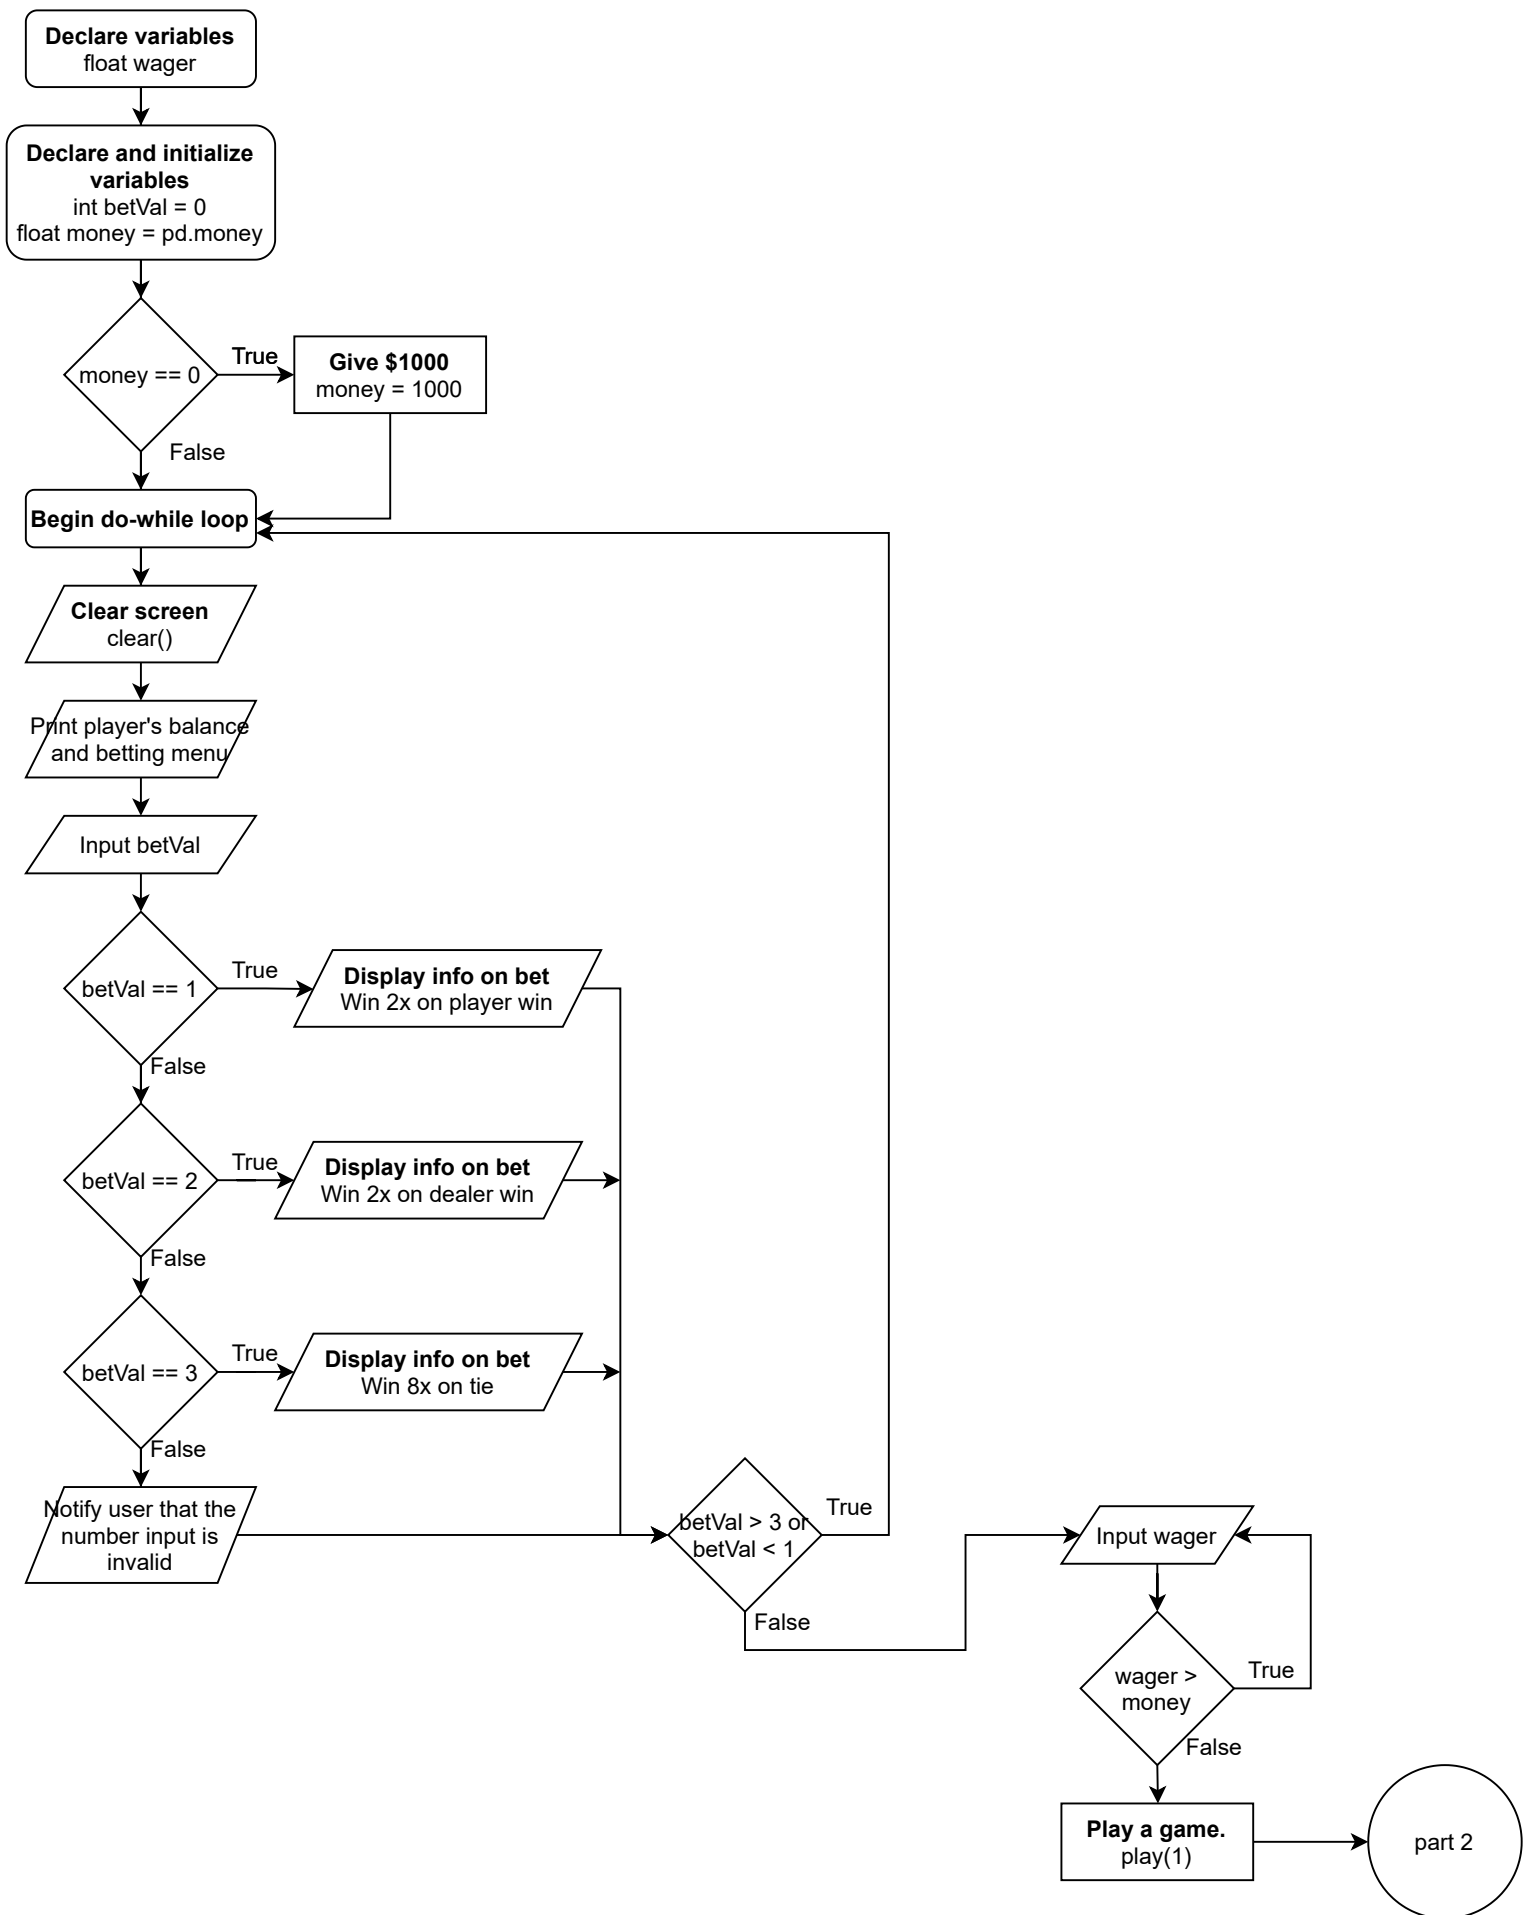 Declare variables
float wager
Declare and initialize
variables
int betVal = 0
float money = pd.money
money == 0
True
Give $1000
money = 1000
False
Begin do-while loop
Clear screen
clear()
Print player's balance
and betting menu
Input betVal
betVal == 1
True
Display info on bet
Win 2x on player win
False
betVal == 2
True
Display info on bet
Win 2x on dealer win
False
betVal == 3
True
Display info on bet
Win 8x on tie
False
Notify user that the
number input is
invalid
betVal > 3 or
betVal < 1
True
False
Input wager
wager >
money
True
False
Play a game.
play(1)
part 2